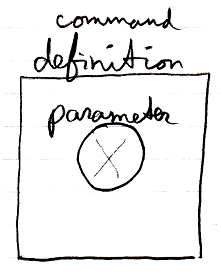 command
definition
parameter
X